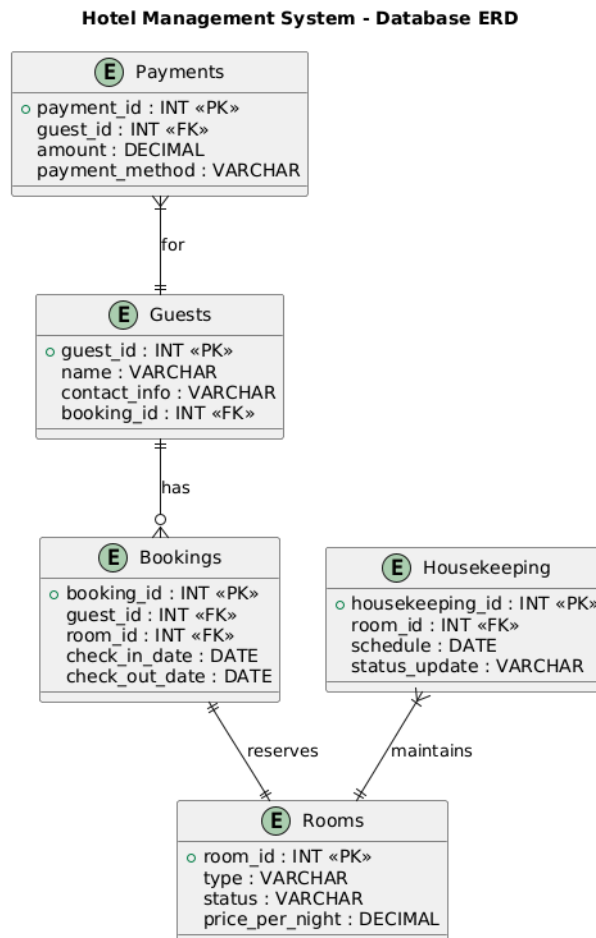 Hotel Management System - Database ERD
E Payments
payment_id : INT «PK»
guest_id : INT «FK»
amount : DECIMAL
payment_method : VARCHAR
for
E Guests
guest_id : INT «PK»
name : VARCHAR
contact_info : VARCHAR
booking_id : INT «FK»
has
E Bookings
booking_id : INT «PK»
guest_id : INT «FK»
room_id : INT «FK»
check_in_date : DATE
check_out_date : DATE
E Housekeeping
housekeeping_id : INT «PK»
room_id : INT «FK»
schedule : DATE
status_update : VARCHAR
reserves
maintains
E Rooms
room_id : INT «PK»
type : VARCHAR
status : VARCHAR
price_per_night : DECIMAL